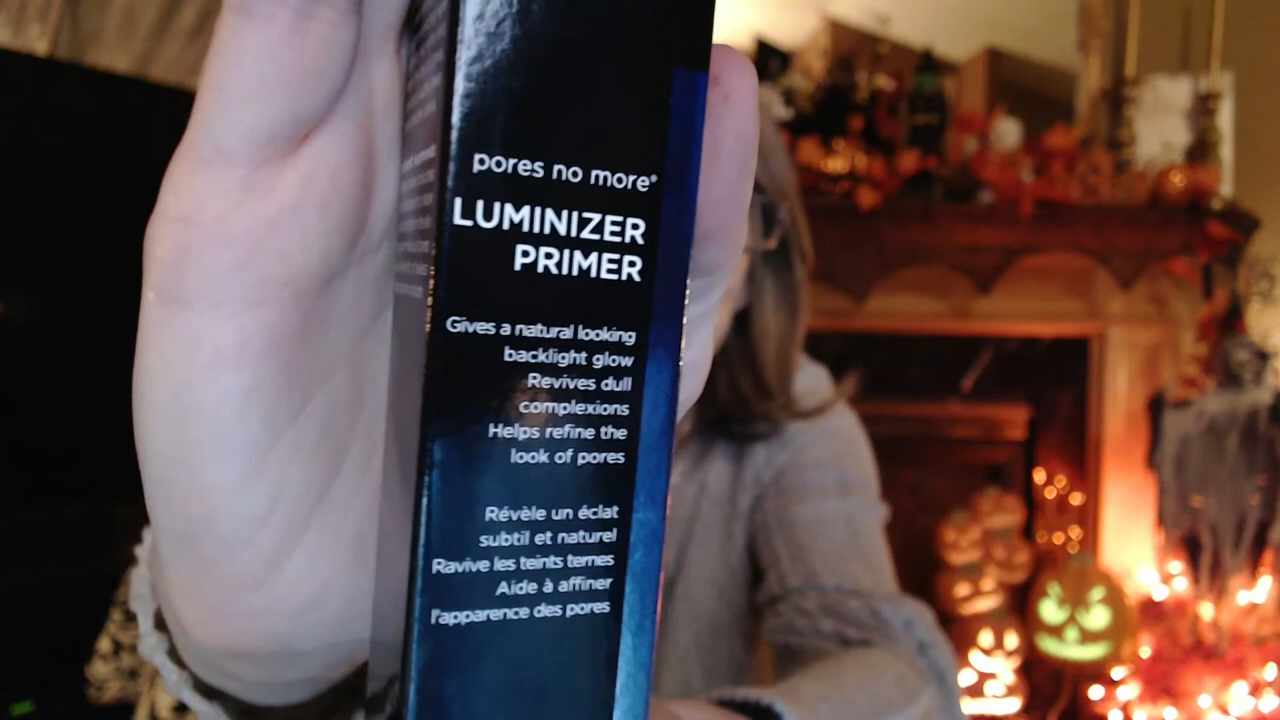 pores no more®
LUMINIZER
PRIMER
Gives a natural looking
backlight glow
Revives dull
complexions
Helps refine the
look of pores
Révèle un éclat
subtil et naturel
Ravive les teints ternes
Aide à affiner
l'apparence des pores